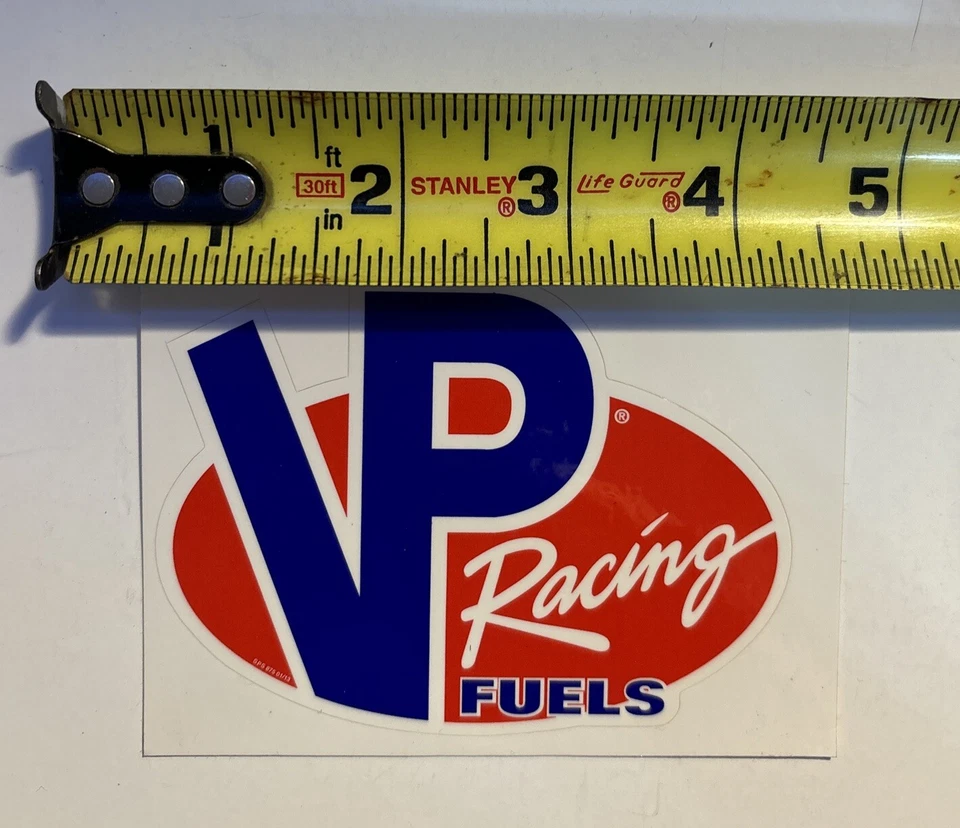 1 ft
30ft 2 STANLEY® 3 Life Guard® 4 5
in
VP ®
Racing
FUELS